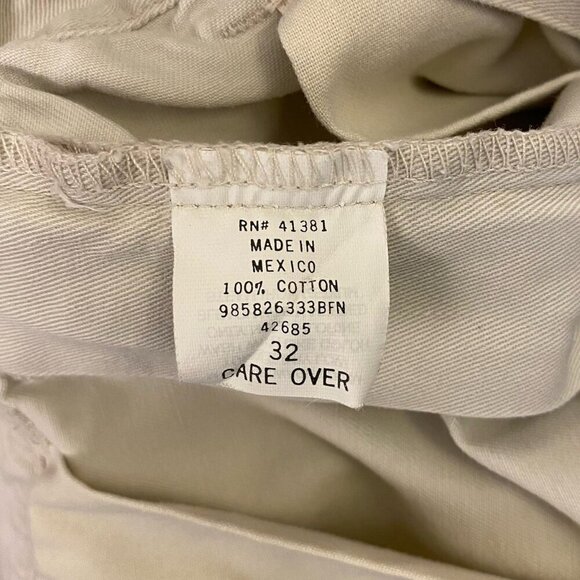 RN# 41381
MADE IN
MEXICO
100% COTTON
985826333BFN
42685
32
CARE OVER